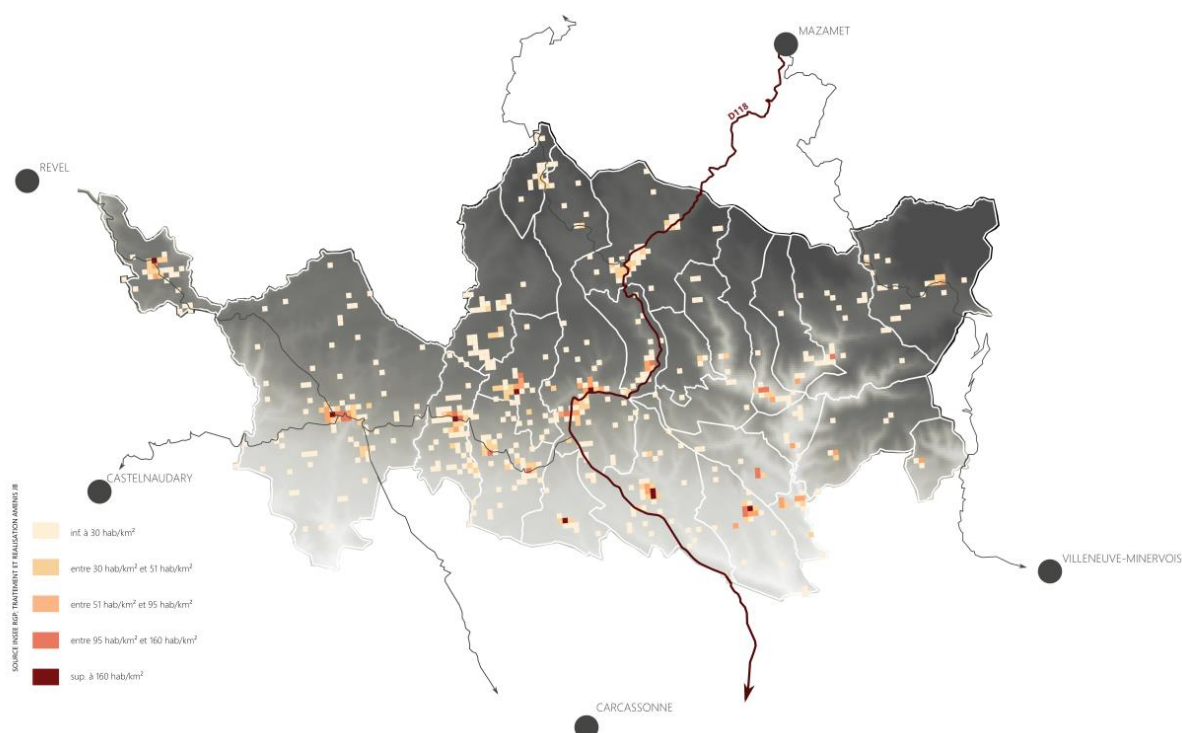 MAZAMET
D118
REVEL
CASTELNAUDARY
inf. à 30 hab/km²
entre 30 hab/km² et 51 hab/km²
entre 51 hab/km² et 95 hab/km²
entre 95 hab/km² et 160 hab/km²
sup. à 160 hab/km²
SOURCE INSEE RGP; TRAITEMENT ET REALISATION AMENIS JB
VILLENEUVE-MINERVOIS
CARCASSONNE